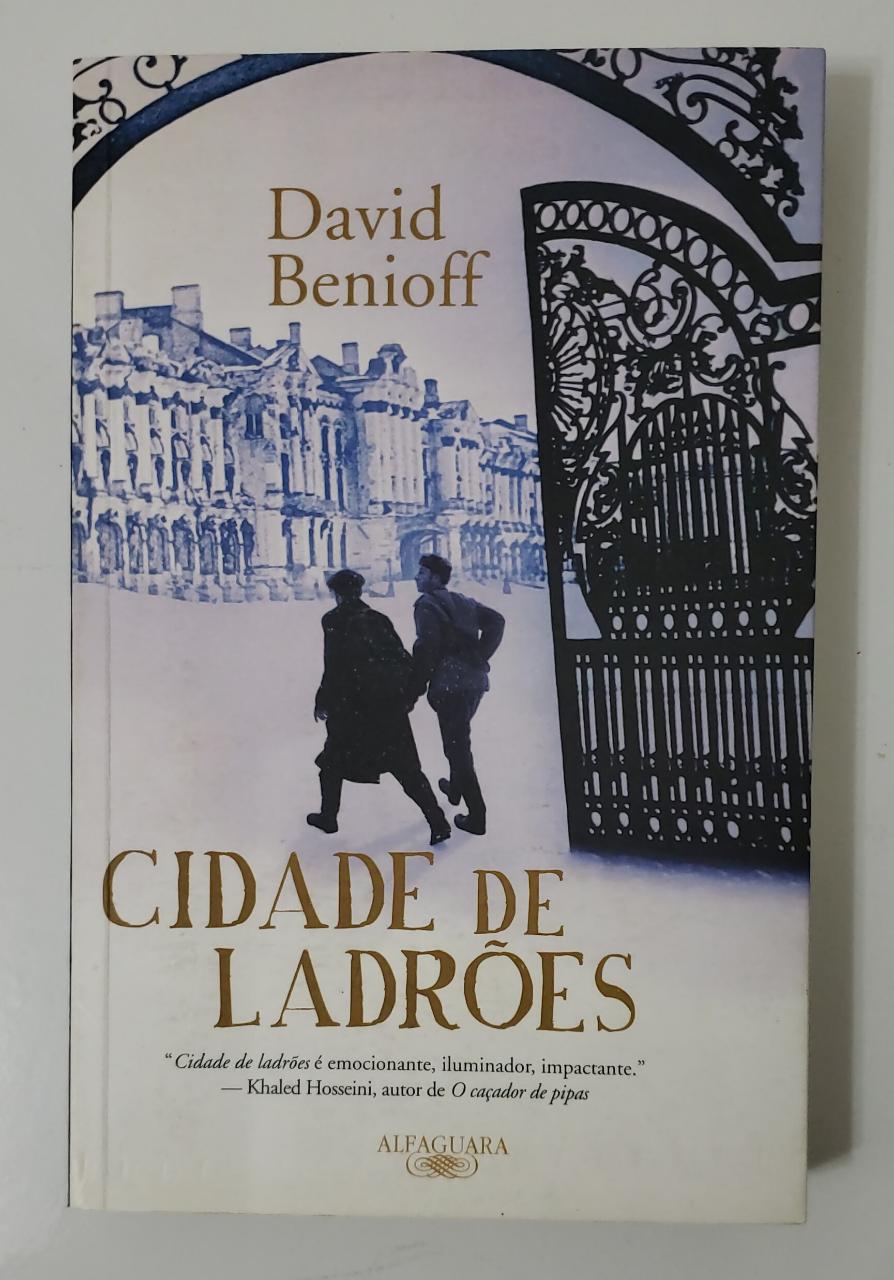 David
Benioff
CIDADE DE
LADRÕES
“Cidade de ladrões é emocionante, iluminador, impactante.”
— Khaled Hosseini, autor de O caçador de pipas
ALFAGUARA